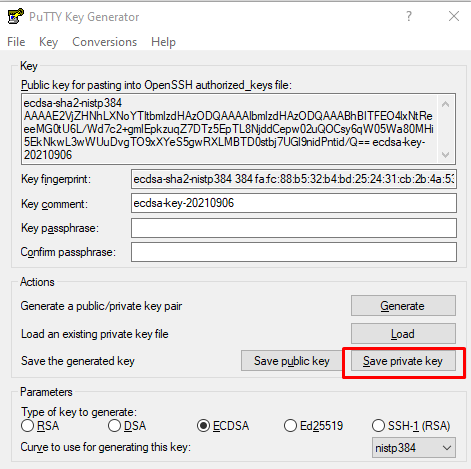 PuTTY Key Generator
File Key Conversions Help
Key
Public key for pasting into OpenSSH authorized_keys file:
ecdsa-sha2-nistp384
AAAAE2VjZHNhLXNoYTItbmlzdHAzODQAAAAIbmlzdHAzODQAAABhBITFEO4lxNtRe
eeMG0tU6L/Wd7c2+gmIEpkzuqZ7DTz5EpTL8NjddCepw02uQOCsy6qW05Wa80MHi
5EkNkwL3wWUuDvgTO9xXYeS5gwRXLMBTD0stbj7UGl9nidPntid/Q== ecdsa-key-
20210906
Key fingerprint: ecdsa-sha2-nistp384 384 fa:fc:88:b5:32:b4:bd:25:24:31:cb:2b:4a:53
Key comment: ecdsa-key-20210906
Key passphrase:
Confirm passphrase:
Actions
Generate a public/private key pair Generate
Load an existing private key file Load
Save the generated key Save public key Save private key
Parameters
Type of key to generate:
RSA DSA ECDSA Ed25519 SSH-1 (RSA)
Curve to use for generating this key: nistp384